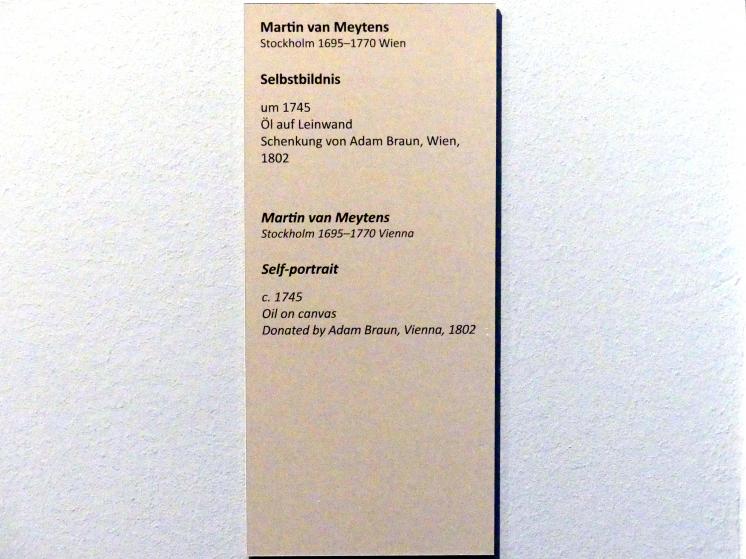 Martin van Meytens
Stockholm 1695–1770 Wien
Selbstbildnis
um 1745
Öl auf Leinwand
Schenkung von Adam Braun, Wien,
1802
Martin van Meytens
Stockholm 1695–1770 Vienna
Self-portrait
c. 1745
Oil on canvas
Donated by Adam Braun, Vienna, 1802